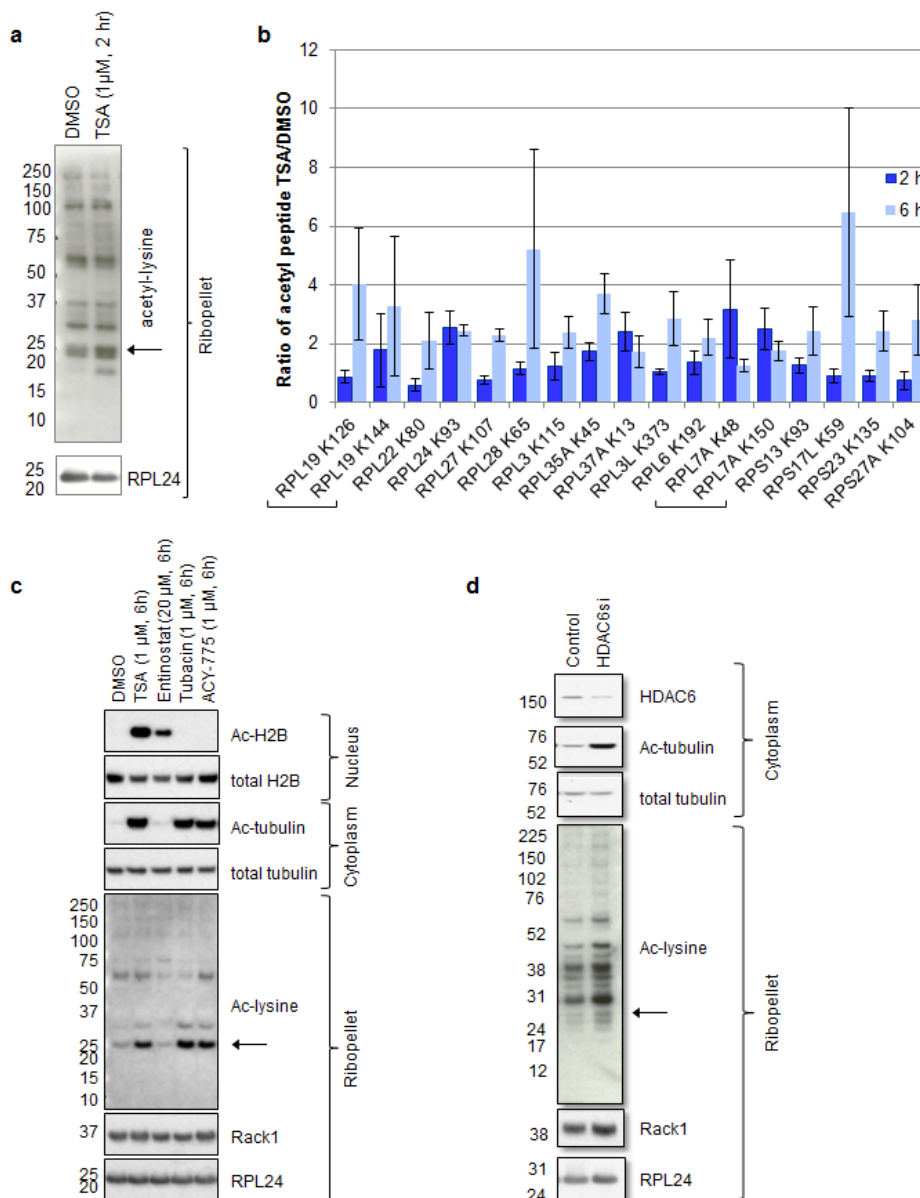 a
DMSO
TSA (1µM, 2 hr)
250
150
100
75
50
37
25
20
15
10
acetyl-lysine
Ribopellet
25
20
RPL24
b
Ratio of acetyl peptide TSA/DMSO
12
10
8
6
4
2
0
2 h
6 h
RPL19 K126
RPL19 K144
RPL22 K80
RPL24 K93
RPL27 K107
RPL28 K65
RPL3 K115
RPL35A K45
RPL37A K13
RPL3L K373
RPL6 K192
RPL7A K48
RPL7A K150
RPS13 K93
RPS17L K59
RPS23 K135
RPS27A K104
c
DMSO
TSA (1 µM, 6h)
Entinostat (20 µM, 6h)
Tubacin (1 µM, 6h)
ACY-775 (1 µM, 6h)
Ac-H2B
total H2B
Nucleus
Ac-tubulin
total tubulin
Cytoplasm
250
150
100
75
50
37
25
20
15
10
Ac-lysine
37
Rack1
25
20
RPL24
Ribopellet
d
Control
HDAC6si
150
HDAC6
76
52
Ac-tubulin
76
52
total tubulin
Cytoplasm
225
150
102
76
52
38
31
24
17
12
Ac-lysine
38
Rack1
31
24
RPL24
Ribopellet